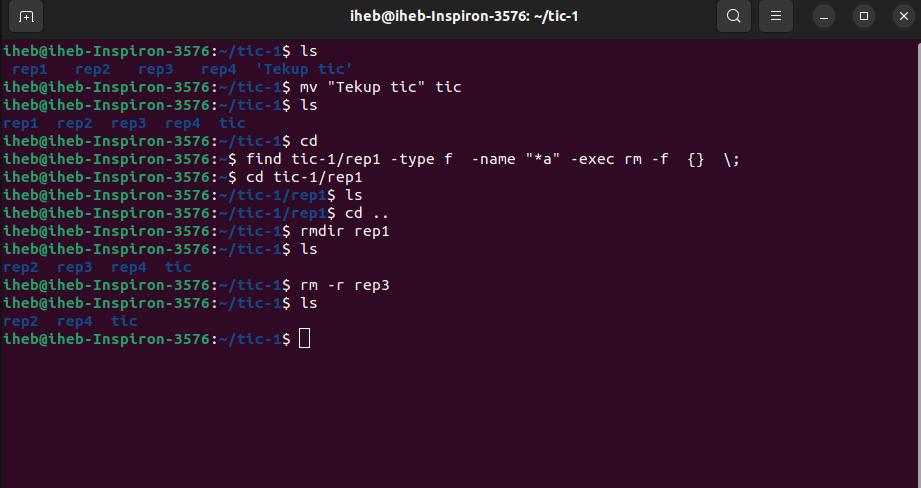 iheb@iheb-Inspiron-3576: ~/tic-1
iheb@iheb-Inspiron-3576:~/tic-1$ ls
 rep1   rep2   rep3   rep4  'Tekup tic'
iheb@iheb-Inspiron-3576:~/tic-1$ mv "Tekup tic" tic
iheb@iheb-Inspiron-3576:~/tic-1$ ls
rep1  rep2  rep3  rep4  tic
iheb@iheb-Inspiron-3576:~/tic-1$ cd
iheb@iheb-Inspiron-3576:~$ find tic-1/rep1 -type f  -name "*a" -exec rm -f  {}  \;
iheb@iheb-Inspiron-3576:~$ cd tic-1/rep1
iheb@iheb-Inspiron-3576:~/tic-1/rep1$ ls
iheb@iheb-Inspiron-3576:~/tic-1/rep1$ cd ..
iheb@iheb-Inspiron-3576:~/tic-1$ rmdir rep1
iheb@iheb-Inspiron-3576:~/tic-1$ ls
rep2  rep3  rep4  tic
iheb@iheb-Inspiron-3576:~/tic-1$ rm -r rep3
iheb@iheb-Inspiron-3576:~/tic-1$ ls
rep2  rep4  tic
iheb@iheb-Inspiron-3576:~/tic-1$